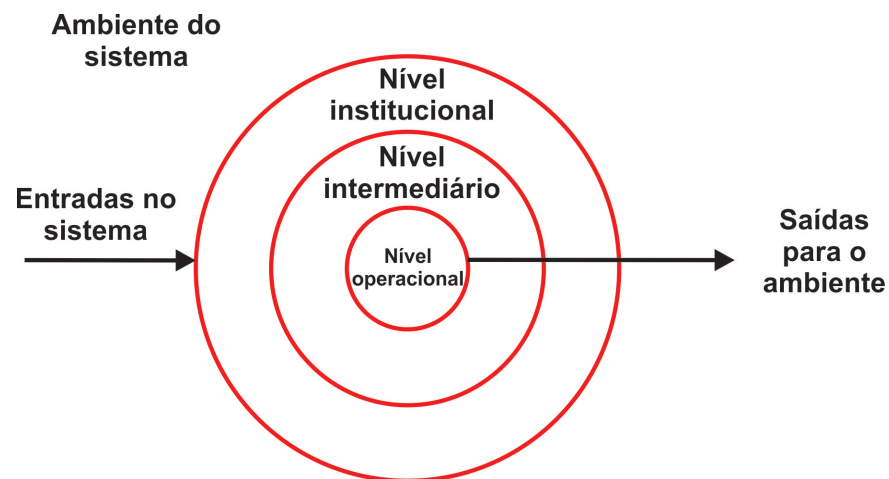 Ambiente do
sistema
Nível
institucional
Nível
intermediário
Entradas no
sistema
Nível
operacional
Saídas
para o
ambiente